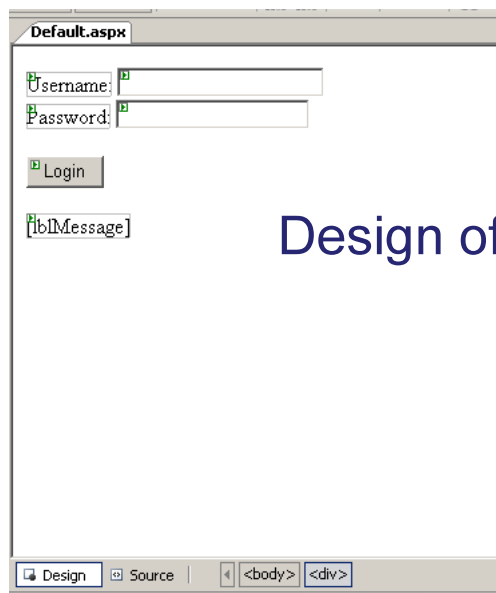 Default.aspx
Username:
Password:
Login
[lblMessage]
Design of
Design Source <body> <div>